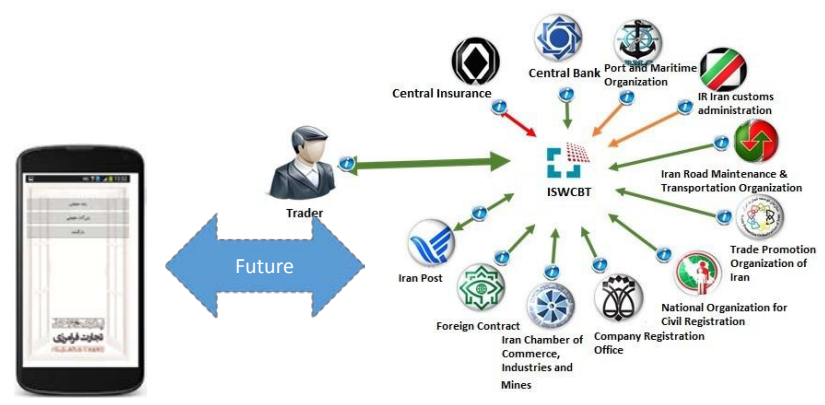 Central Insurance
Central Bank
Port and Maritime
Organization
IR Iran customs
administration
Iran Road Maintenance &
Transportation Organization
Trade Promotion
Organization of
Iran
National Organization for
Civil Registration
Company Registration
Office
Iran Chamber of
Commerce,
Industries and
Mines
Foreign Contract
Iran Post
ISWCBT
Trader
Future
13:02
تجارت فرامرزی